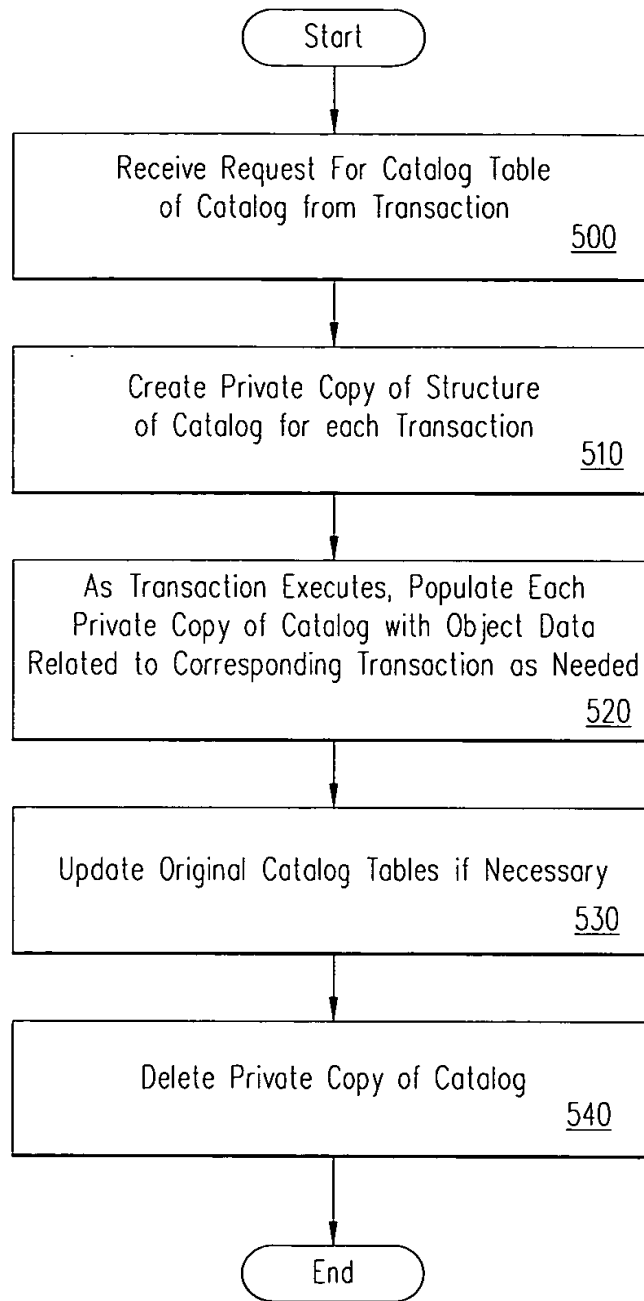 Start
Receive Request For Catalog Table
of Catalog from Transaction
500
Create Private Copy of Structure
of Catalog for each Transaction
510
As Transaction Executes, Populate Each
Private Copy of Catalog with Object Data
Related to Corresponding Transaction as Needed
520
Update Original Catalog Tables if Necessary
530
Delete Private Copy of Catalog
540
End